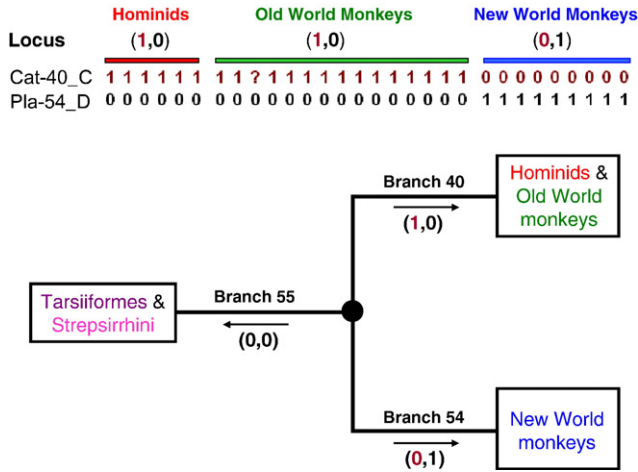 Hominids Old World Monkeys New World Monkeys
Locus (1,0) (1,0) (0,1)
Cat-40_C 1 1 1 1 1 1 1 1 ? 1 1 1 1 1 1 1 1 1 1 1 1 0 0 0 0 0 0 0 0 0
Pla-54_D 0 0 0 0 0 0 0 0 0 0 0 0 0 0 0 0 0 0 0 0 0 1 1 1 1 1 1 1 1 1
Branch 40
(1,0)
Hominids &
Old World
monkeys
Tarsiiformes &
Strepsirrhini
Branch 55
(0,0)
Branch 54
(0,1)
New World
monkeys